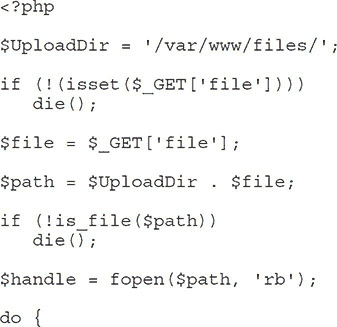 <?php
$UploadDir = '/var/www/files/';
if (!(isset($_GET['file'])))
   die();
$file = $_GET['file'];
$path = $UploadDir . $file;
if (!is_file($path))
   die();
$handle = fopen($path, 'rb');
do {